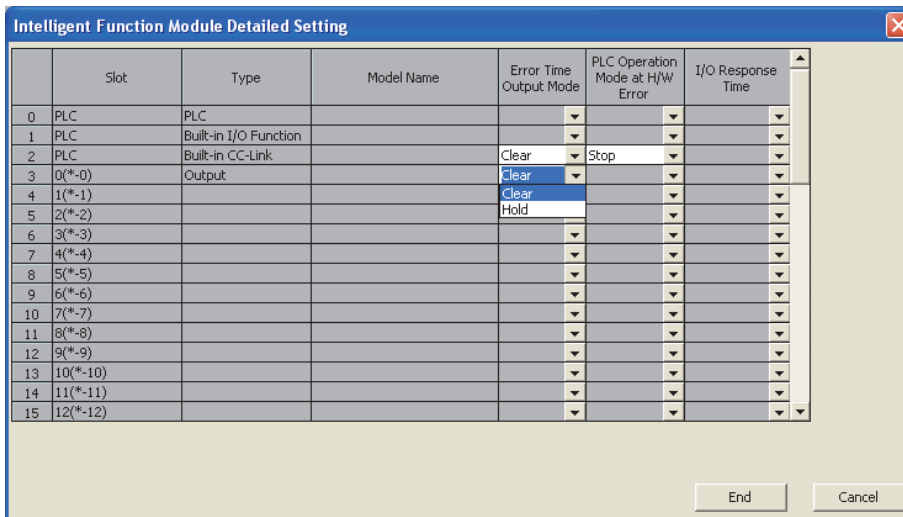 Intelligent Function Module Detailed Setting
Slot Type Model Name Error Time Output Mode PLC Operation Mode at H/W Error I/O Response Time
0 PLC PLC
1 PLC Built-in I/O Function
2 PLC Built-in CC-Link Clear Stop
3 0(*-0) Output Clear
4 1(*-1) Clear
5 2(*-2) Hold
6 3(*-3)
7 4(*-4)
8 5(*-5)
9 6(*-6)
10 7(*-7)
11 8(*-8)
12 9(*-9)
13 10(*-10)
14 11(*-11)
15 12(*-12)
End Cancel